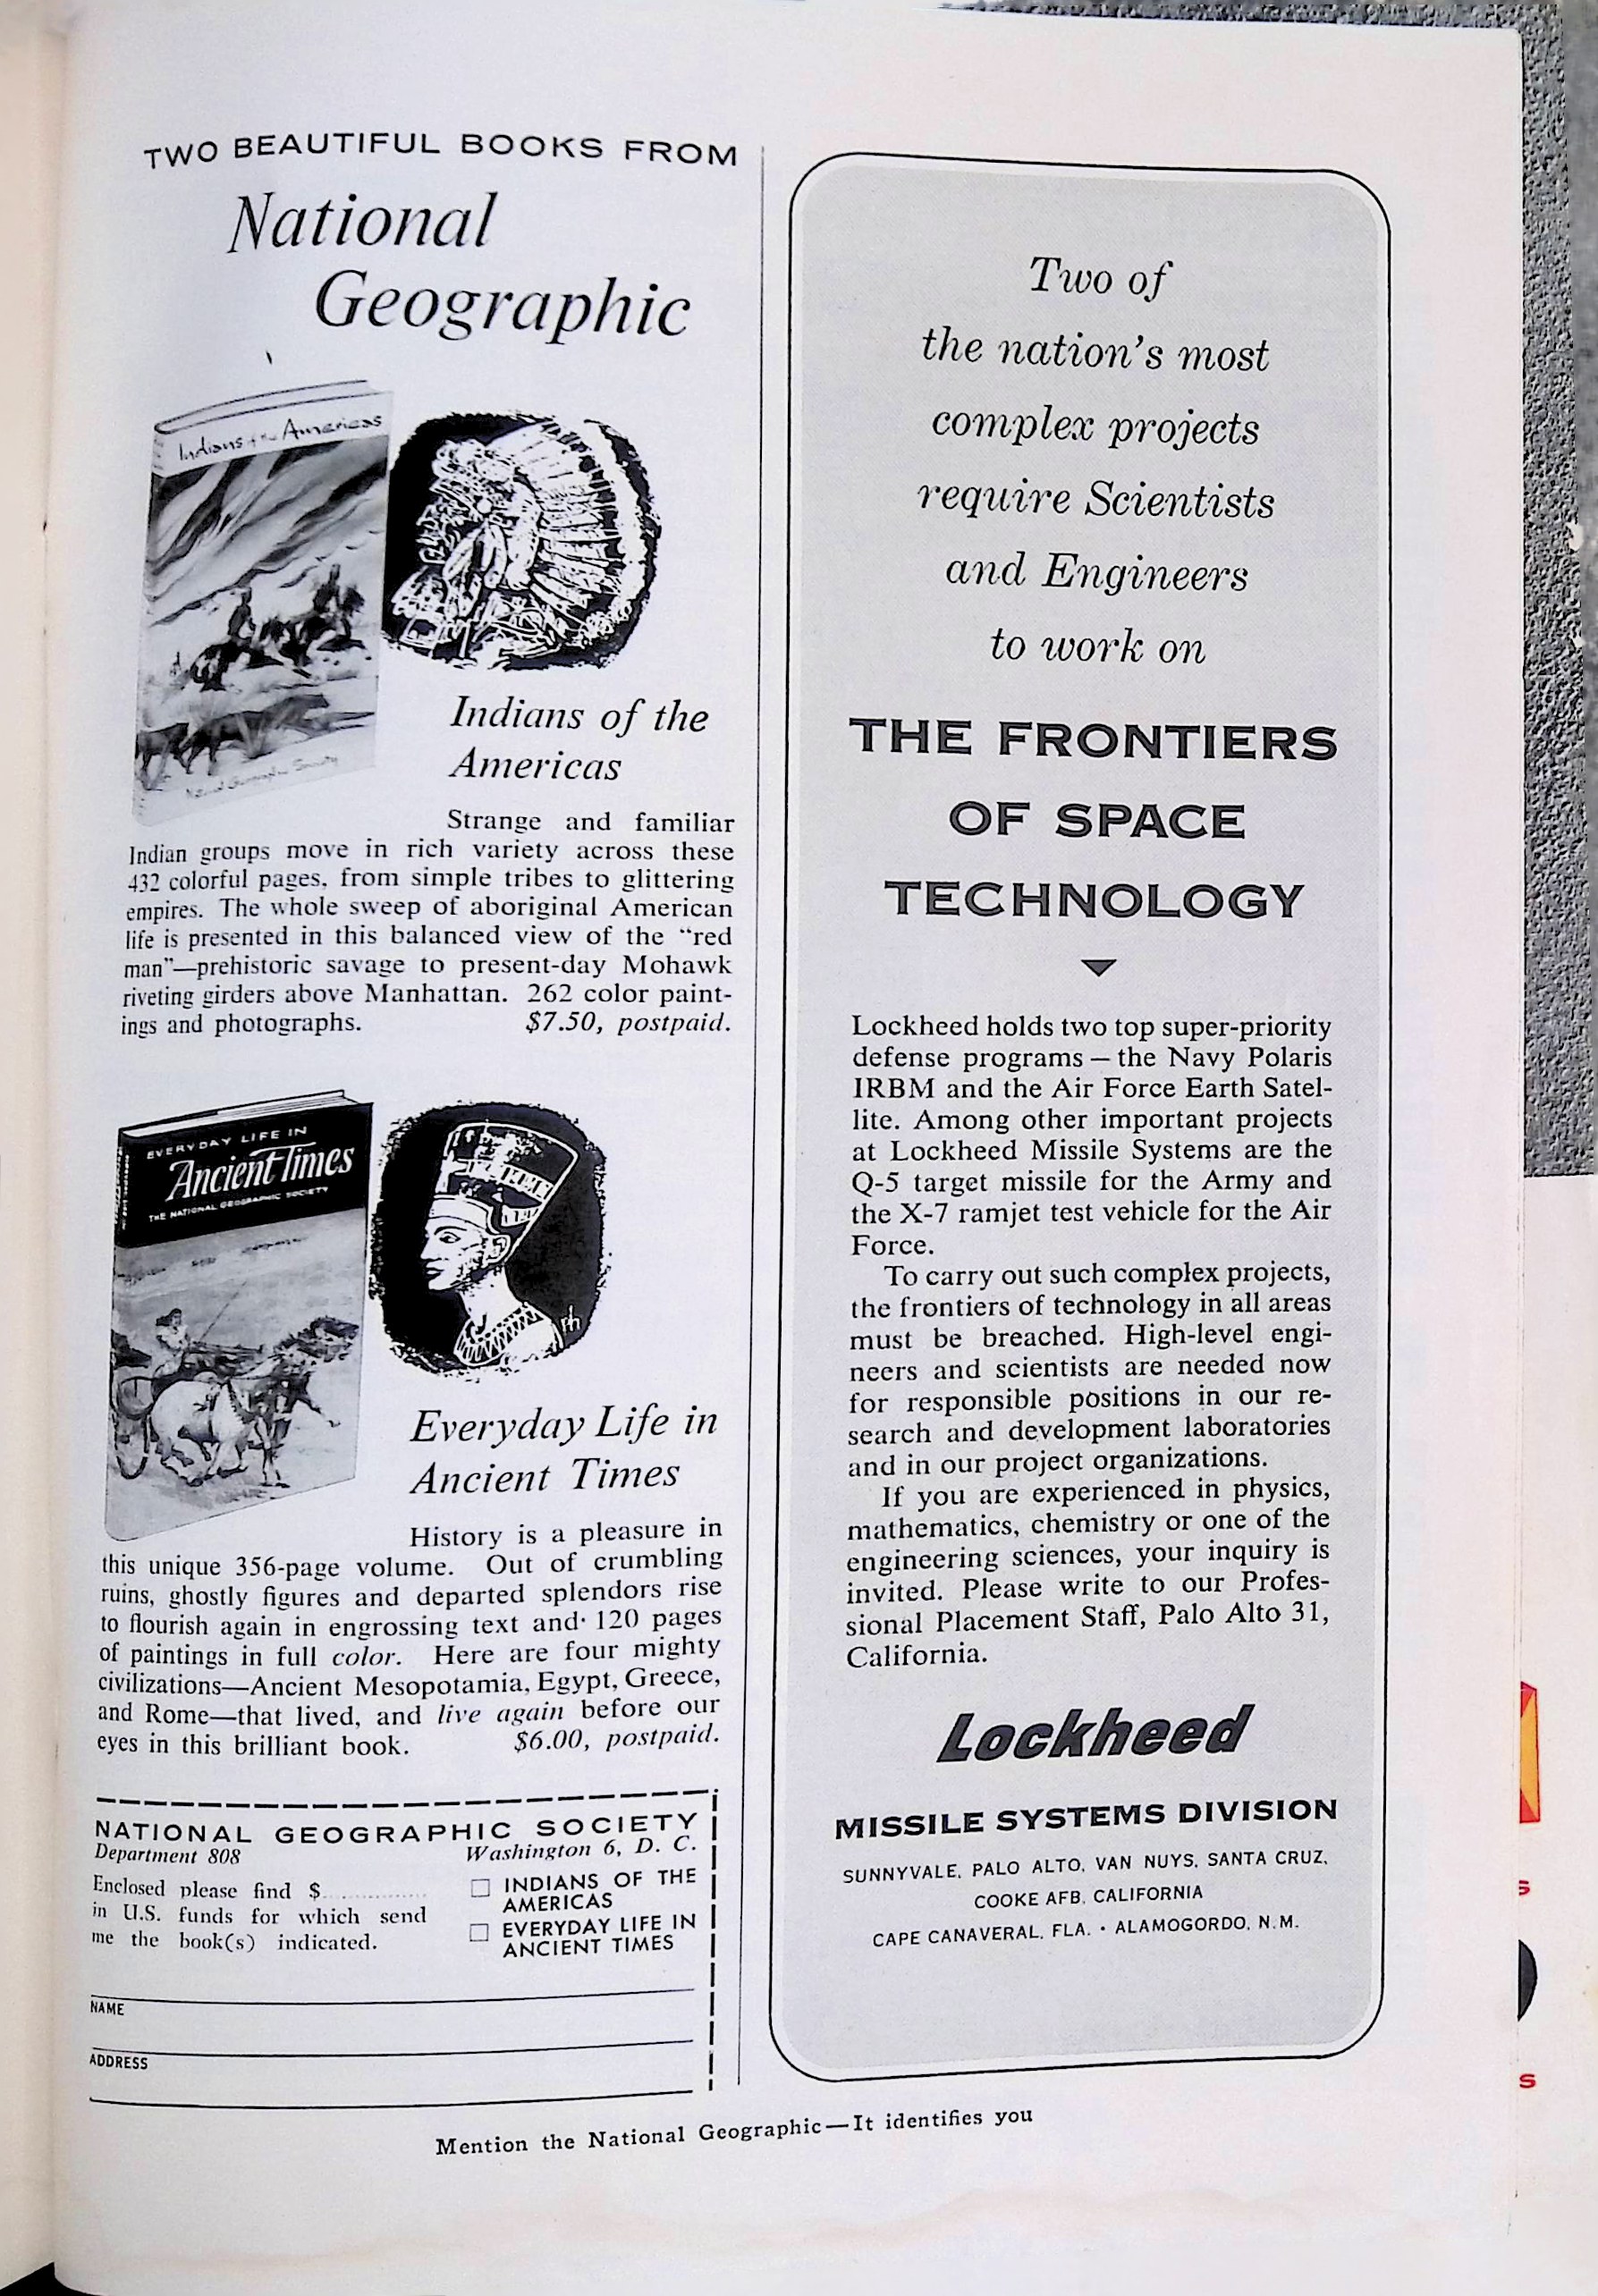 TWO BEAUTIFUL BOOKS FROM
National
Geographic
Indians of the Americas
Indians of the
Americas
Strange and familiar
Indian groups move in rich variety across these
432 colorful pages, from simple tribes to glittering
empires. The whole sweep of aboriginal American
life is presented in this balanced view of the “red
man”—prehistoric savage to present-day Mohawk
riveting girders above Manhattan. 262 color paint-
ings and photographs. $7.50, postpaid.
EVERYDAY LIFE IN
Ancient Times
THE NATIONAL GEOGRAPHIC SOCIETY
rh
Everyday Life in
Ancient Times
History is a pleasure in
this unique 356-page volume. Out of crumbling
ruins, ghostly figures and departed splendors rise
to flourish again in engrossing text and 120 pages
of paintings in full color. Here are four mighty
civilizations—Ancient Mesopotamia, Egypt, Greece,
and Rome—that lived, and live again before our
eyes in this brilliant book. $6.00, postpaid.
NATIONAL GEOGRAPHIC SOCIETY
Department 808 Washington 6, D. C.
Enclosed please find $..............
in U.S. funds for which send
me the book(s) indicated.
☐ INDIANS OF THE
AMERICAS
☐ EVERYDAY LIFE IN
ANCIENT TIMES
NAME
ADDRESS
Two of
the nation's most
complex projects
require Scientists
and Engineers
to work on
THE FRONTIERS
OF SPACE
TECHNOLOGY
Lockheed holds two top super-priority
defense programs – the Navy Polaris
IRBM and the Air Force Earth Satel-
lite. Among other important projects
at Lockheed Missile Systems are the
Q-5 target missile for the Army and
the X-7 ramjet test vehicle for the Air
Force.
To carry out such complex projects,
the frontiers of technology in all areas
must be breached. High-level engi-
neers and scientists are needed now
for responsible positions in our re-
search and development laboratories
and in our project organizations.
If you are experienced in physics,
mathematics, chemistry or one of the
engineering sciences, your inquiry is
invited. Please write to our Profes-
sional Placement Staff, Palo Alto 31,
California.
Lockheed
MISSILE SYSTEMS DIVISION
SUNNYVALE, PALO ALTO, VAN NUYS, SANTA CRUZ,
COOKE AFB, CALIFORNIA
CAPE CANAVERAL, FLA. • ALAMOGORDO, N.M.
Mention the National Geographic—It identifies you
S
S